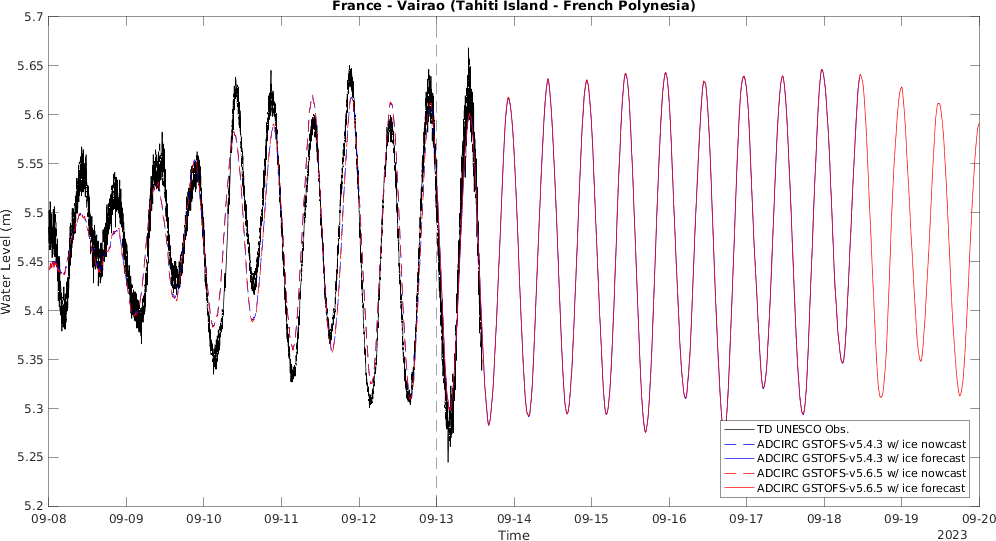 France - Vairao (Tahiti Island - French Polynesia)
5.7
5.65
5.6
5.55
5.5
5.45
5.4
5.35
5.3
5.25
5.2
Water Level (m)
TD UNESCO Obs.
ADCIRC GSTOFS-v5.4.3 w/ ice nowcast
ADCIRC GSTOFS-v5.4.3 w/ ice forecast
ADCIRC GSTOFS-v5.6.5 w/ ice nowcast
ADCIRC GSTOFS-v5.6.5 w/ ice forecast
09-08 09-09 09-10 09-11 09-12 09-13 09-14 09-15 09-16 09-17 09-18 09-19 09-20
Time
2023